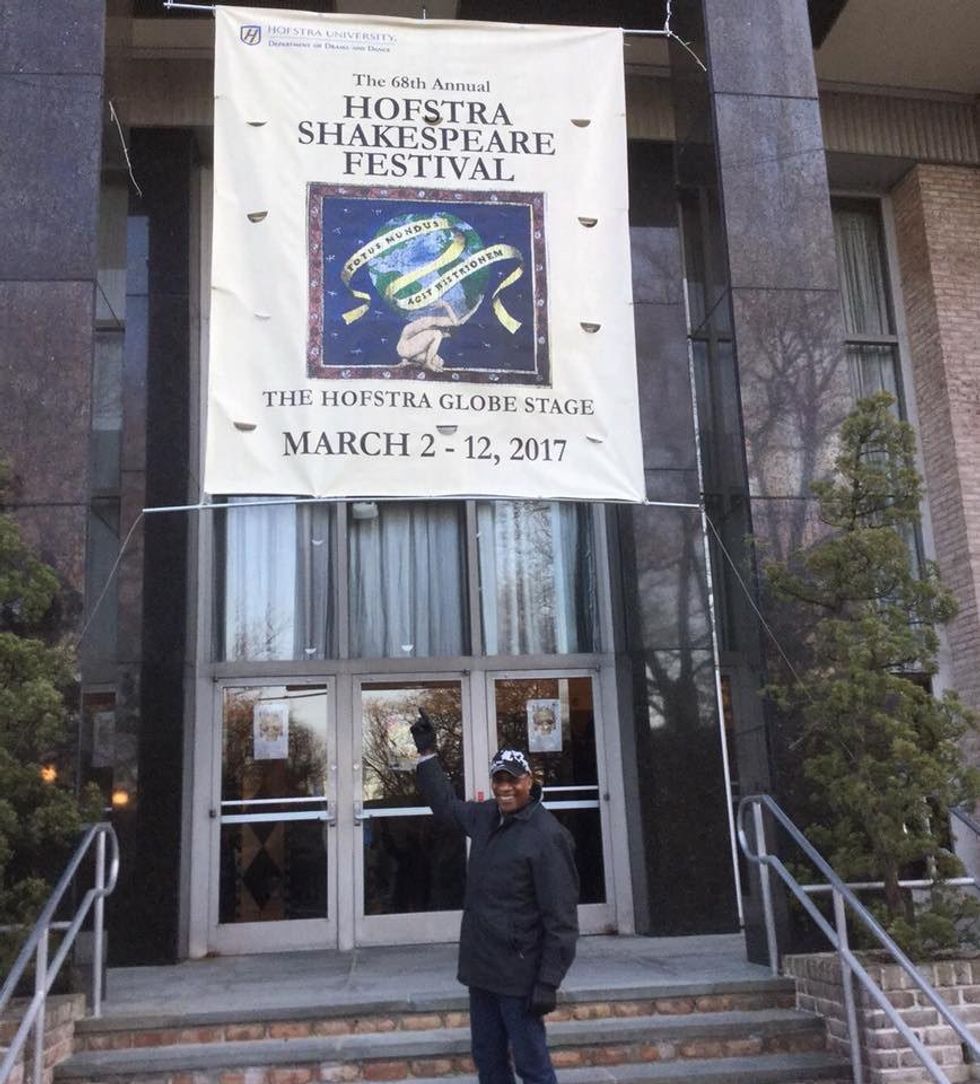 HOFSTRA UNIVERSITY.
DEPARTMENT OF DRAMA AND DANCE
The 68th Annual
HOFSTRA
SHAKESPEARE
FESTIVAL
TOTUS MUNDUS
AGIT HISTRIONEM
THE HOFSTRA GLOBE STAGE
MARCH 2 - 12, 2017